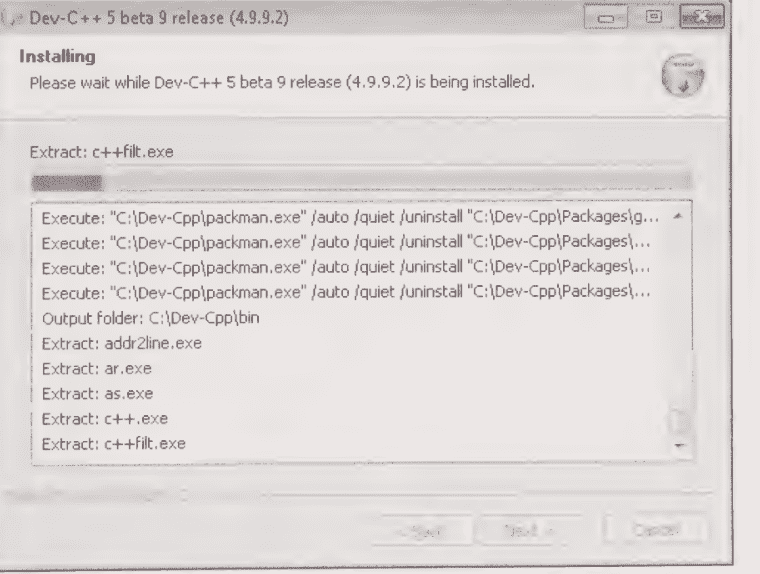 Dev-C++ 5 beta 9 release (4.9.9.2)
Installing
Please wait while Dev-C++ 5 beta 9 release (4.9.9.2) is being installed.
Extract: c++filt.exe
Execute: "C:\Dev-Cpp\packman.exe" /auto /quiet /uninstall "C:\Dev-Cpp\Packages\g...
Execute: "C:\Dev-Cpp\packman.exe" /auto /quiet /uninstall "C:\Dev-Cpp\Packages\...
Execute: "C:\Dev-Cpp\packman.exe" /auto /quiet /uninstall "C:\Dev-Cpp\Packages\...
Execute: "C:\Dev-Cpp\packman.exe" /auto /quiet /uninstall "C:\Dev-Cpp\Packages\...
Output folder: C:\Dev-Cpp\bin
Extract: addr2line.exe
Extract: ar.exe
Extract: as.exe
Extract: c++.exe
Extract: c++filt.exe
Cancel